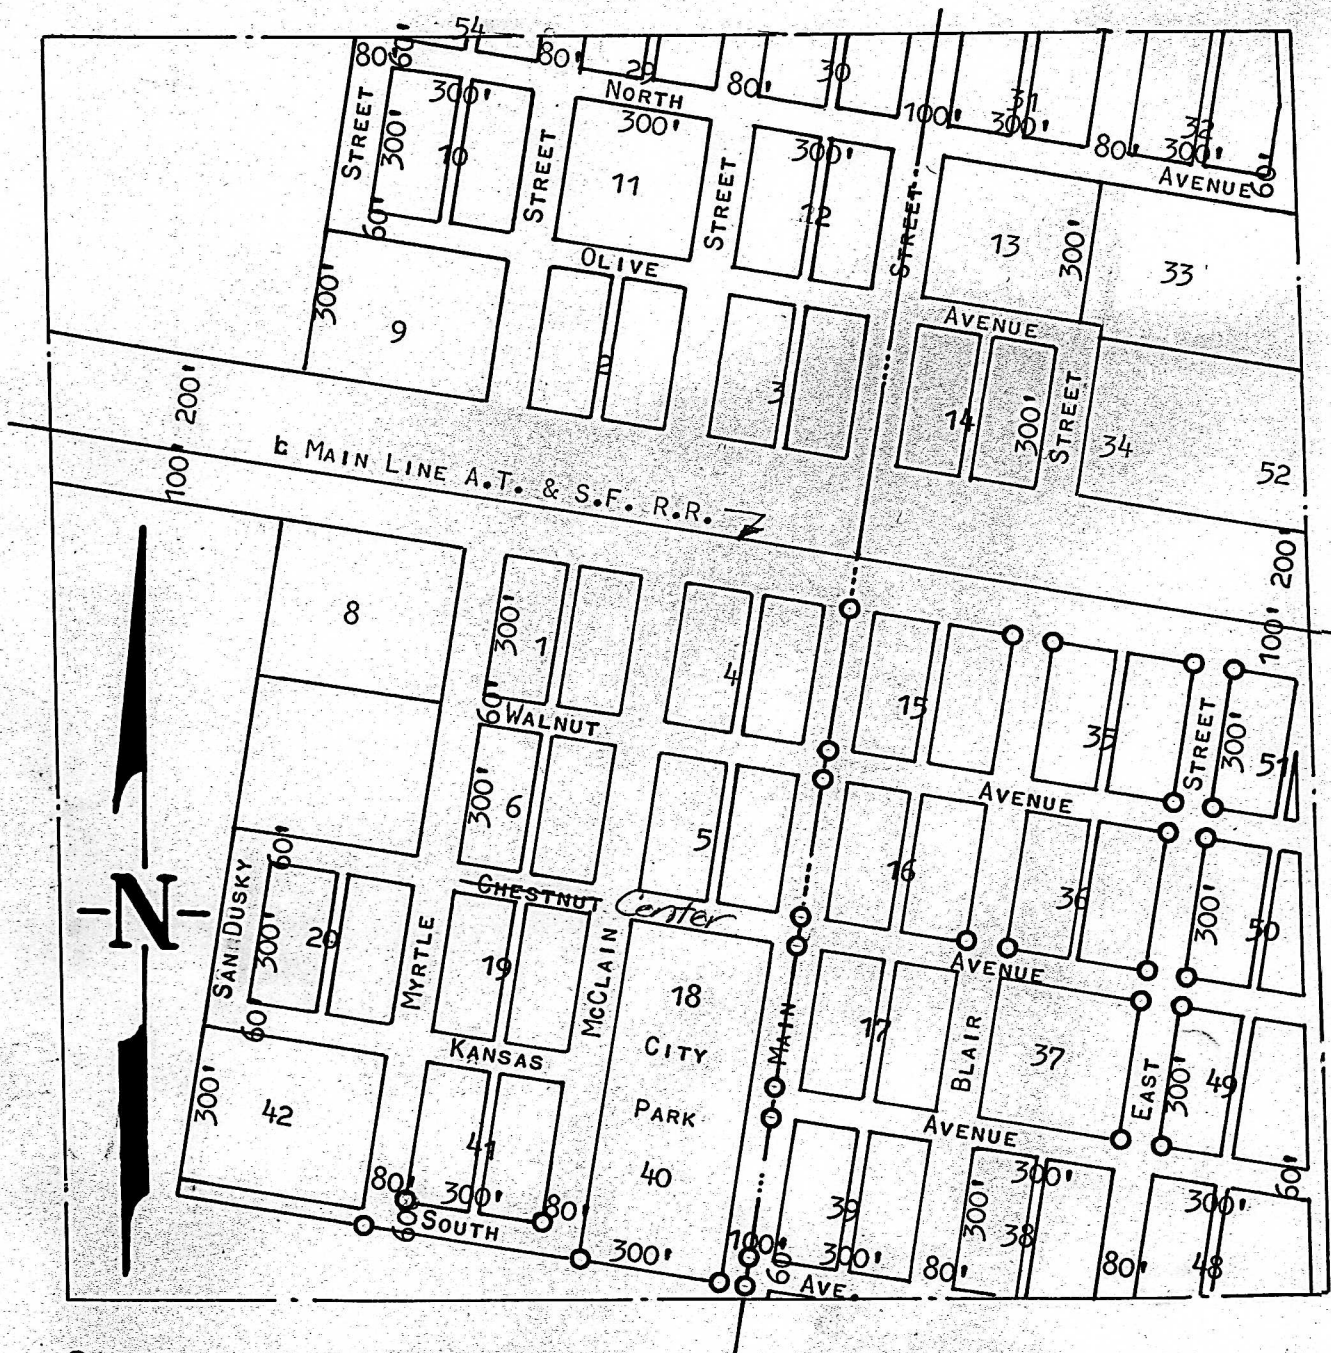 54
80' 60' 80' 29 80' 30 100' 31 300' 80' 32 300' 60'
NORTH AVENUE
STREET 300' 300' 10 STREET 300' 11 STREET 300' 12 STREET 13 300' 33
60'
OLIVE AVENUE
300' 9 2 3 14 300' STREET 34 52
200'
100'
℄ MAIN LINE A.T. & S.F. R.R.
200'
100'
8 300' 1 4 15 35 STREET 300' 51
60'
WALNUT AVENUE
300' 6 5 16 36 300' 50
60'
CHESTNUT Center AVENUE
SANDUSKY 300' 20 MYRTLE 19 McCLAIN 18 MAIN 17 BLAIR 37 EAST 300' 49
CITY
PARK
40
60'
KANSAS AVENUE
300' 42 41 39 300' 38 300' 48 300' 60'
80' 300' 80'
60' SOUTH 300' 100' 60' 300' 80' 80'
AVE.
N